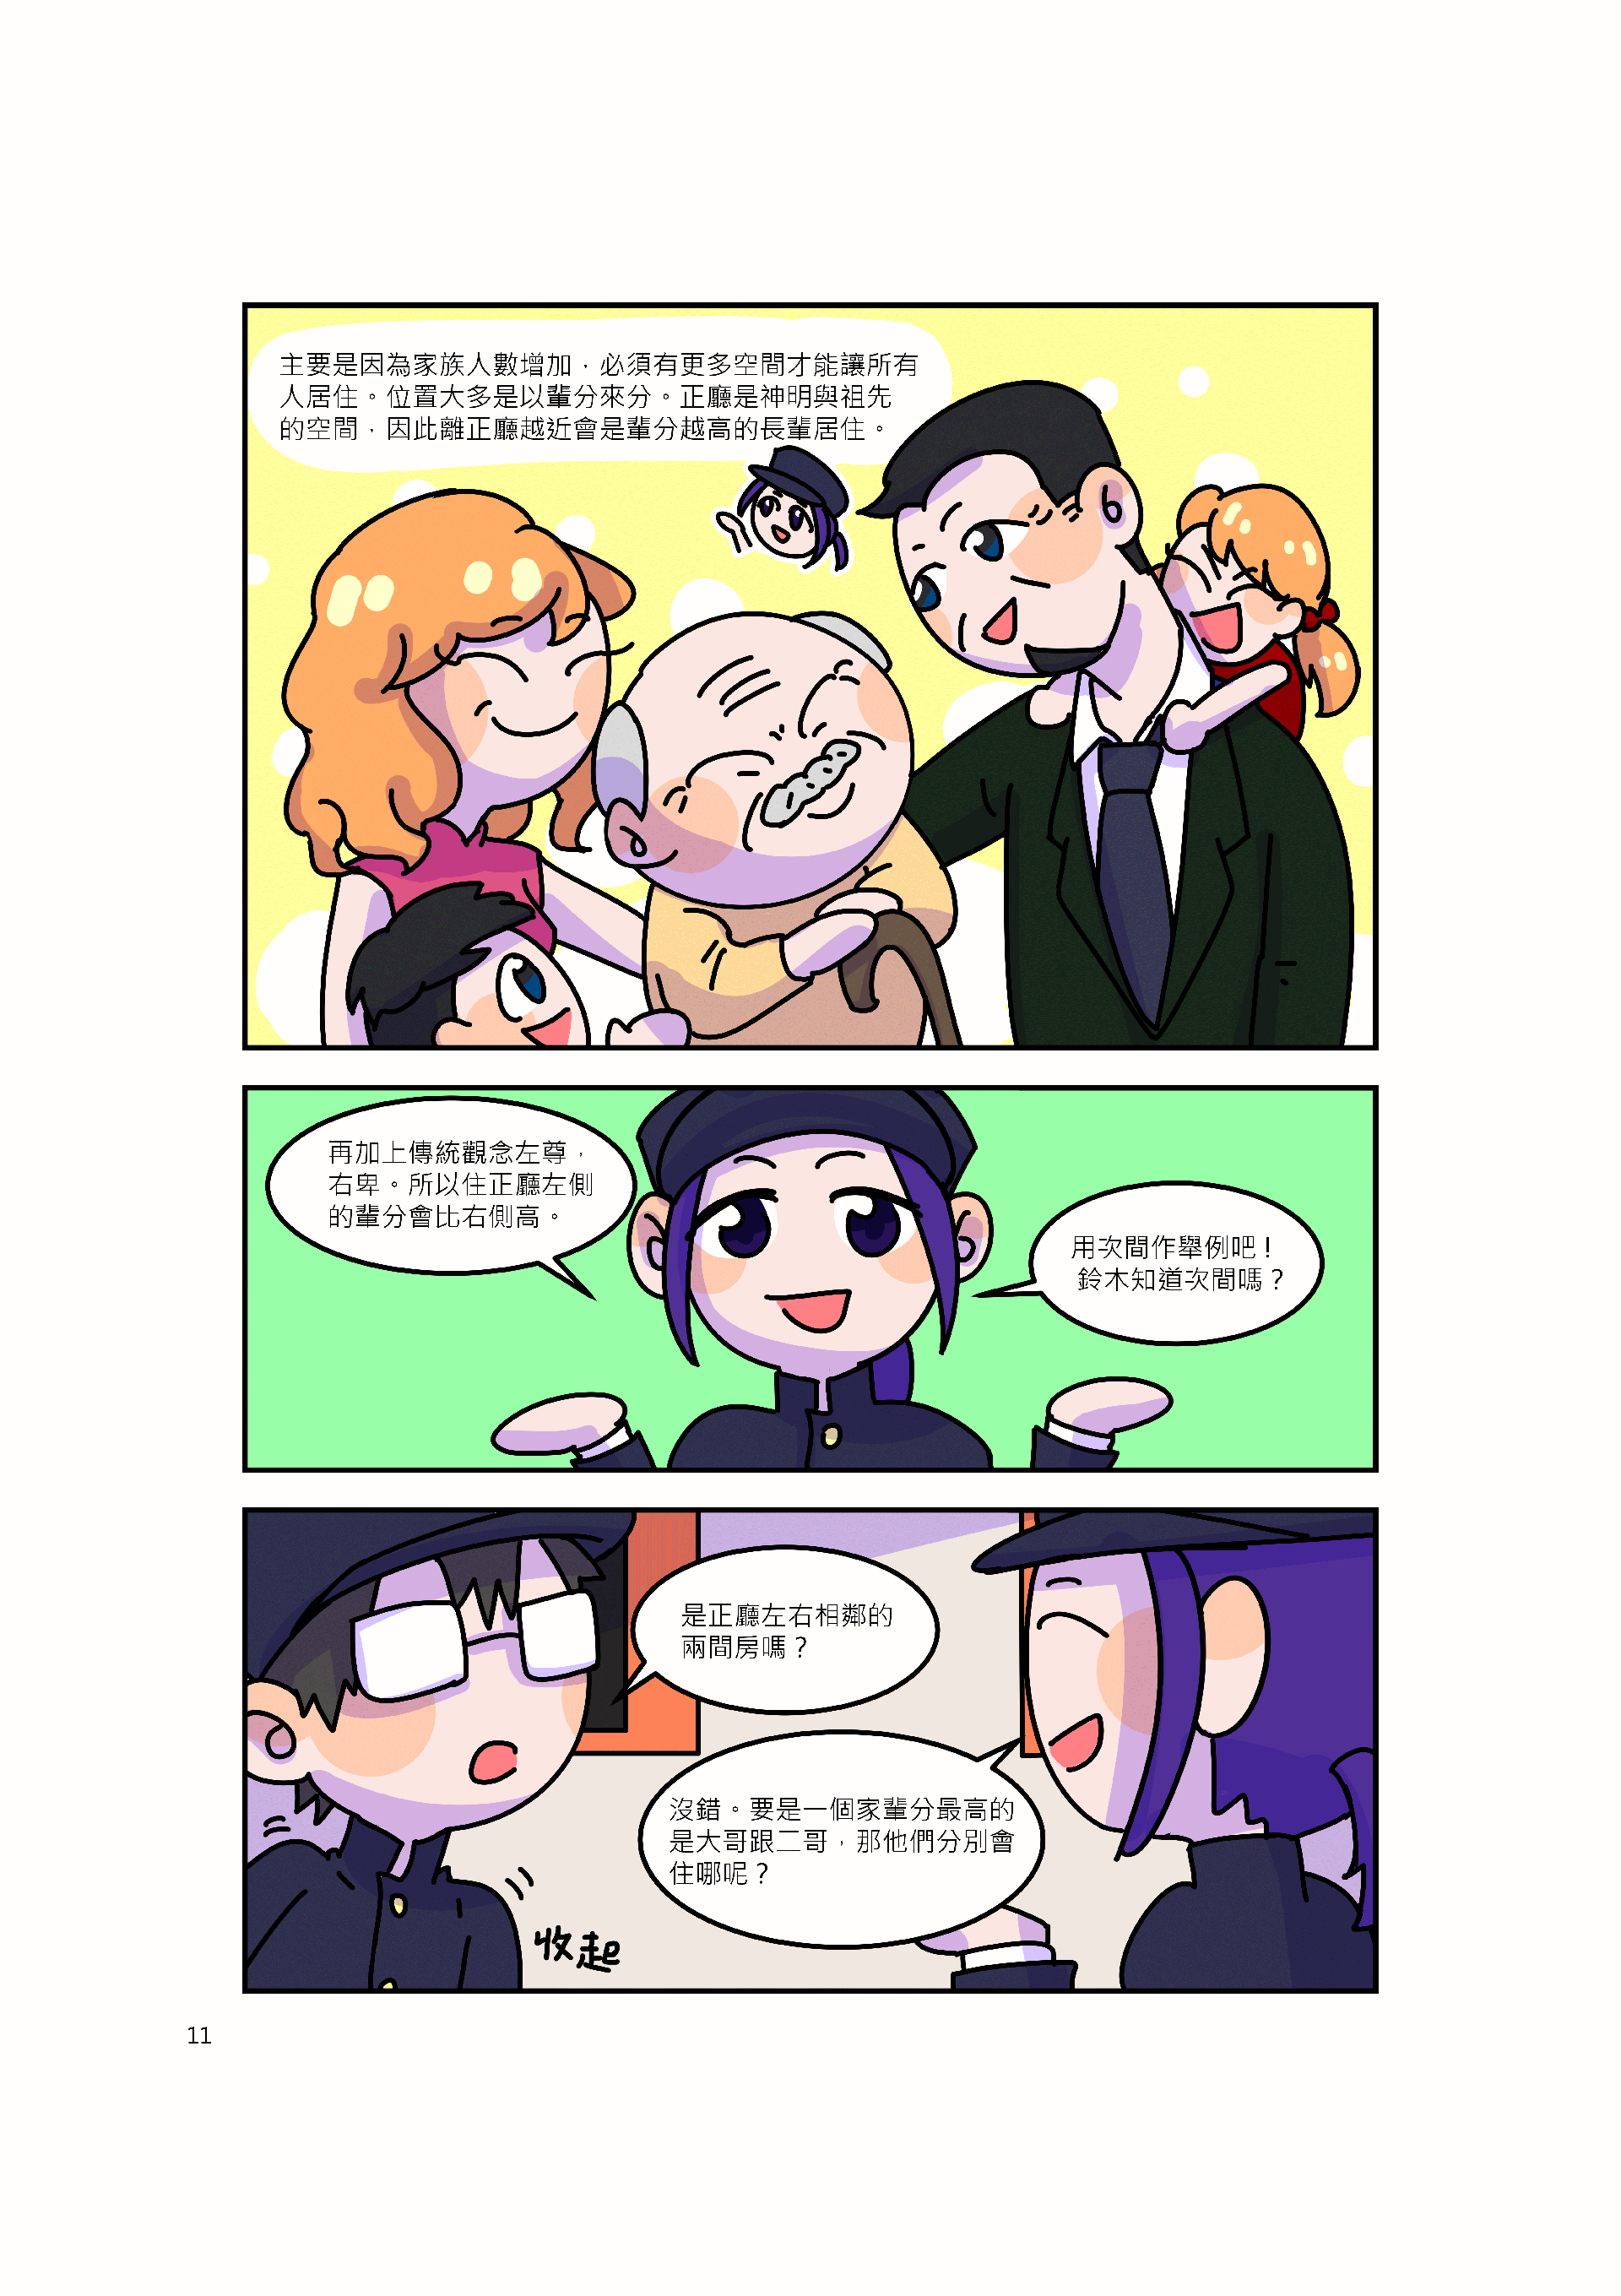 主要是因為家族人數增加，必須有更多空間才能讓所有
人居住。位置大多是以輩分來分。正廳是神明與祖先
的空間，因此離正廳越近會是輩分越高的長輩居住。
再加上傳統觀念左尊，
右卑。所以住正廳左側
的輩分會比右側高。
用次間作舉例吧！
鈴木知道次間嗎？
是正廳左右相鄰的
兩間房嗎？
沒錯。要是一個家輩分最高的
是大哥跟二哥，那他們分別會
住哪呢？
收起
11